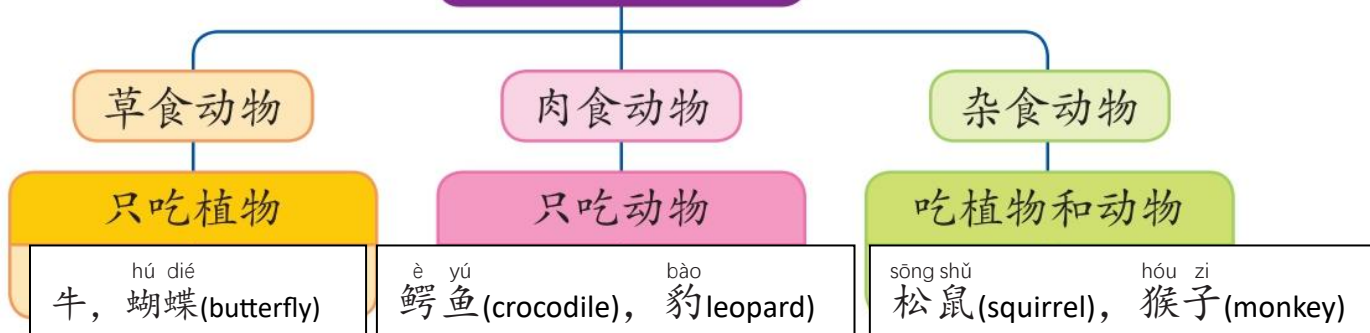 草食动物
肉食动物
杂食动物
只吃植物
只吃动物
吃植物和动物
hú dié
牛，蝴蝶(butterfly)
è yú bào
鳄鱼(crocodile)，豹leopard)
sōng shǔ hóu zi
松鼠(squirrel)，猴子(monkey)